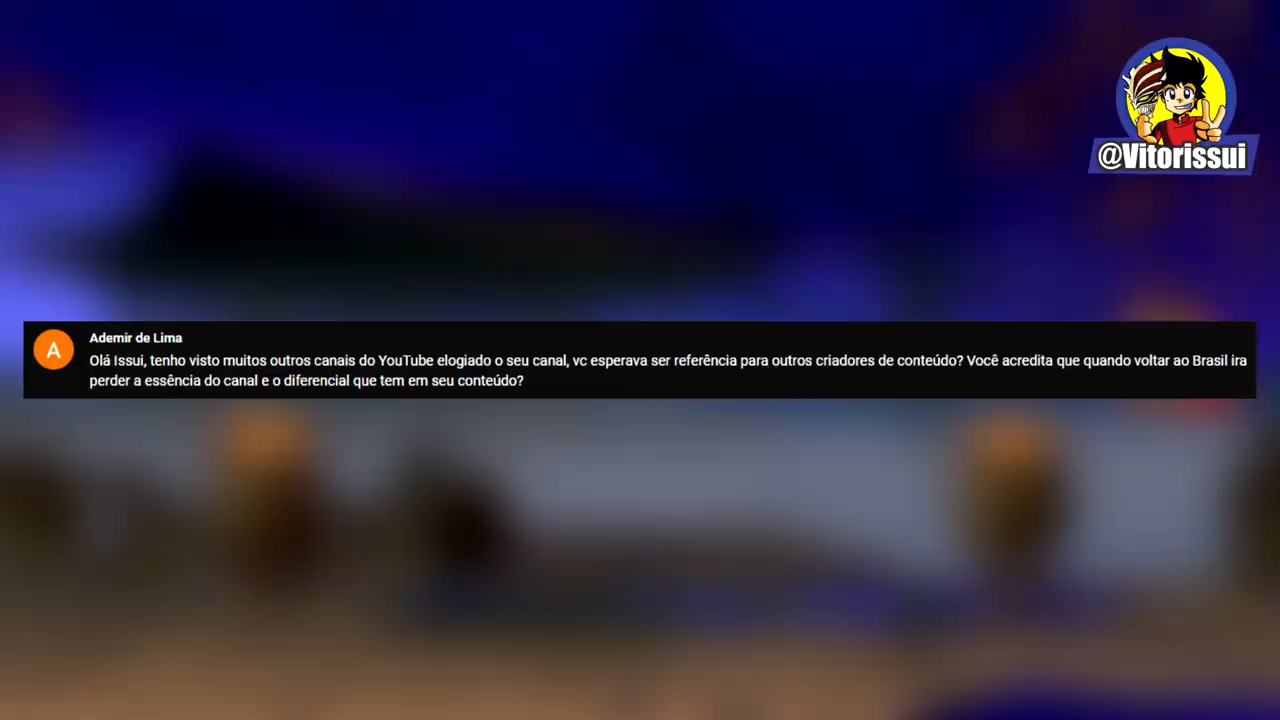 @Vitorissui
A
Ademir de Lima
Olá Issui, tenho visto muitos outros canais do YouTube elogiado o seu canal, vc esperava ser referência para outros criadores de conteúdo? Você acredita que quando voltar ao Brasil ira
perder a essência do canal e o diferencial que tem em seu conteúdo?